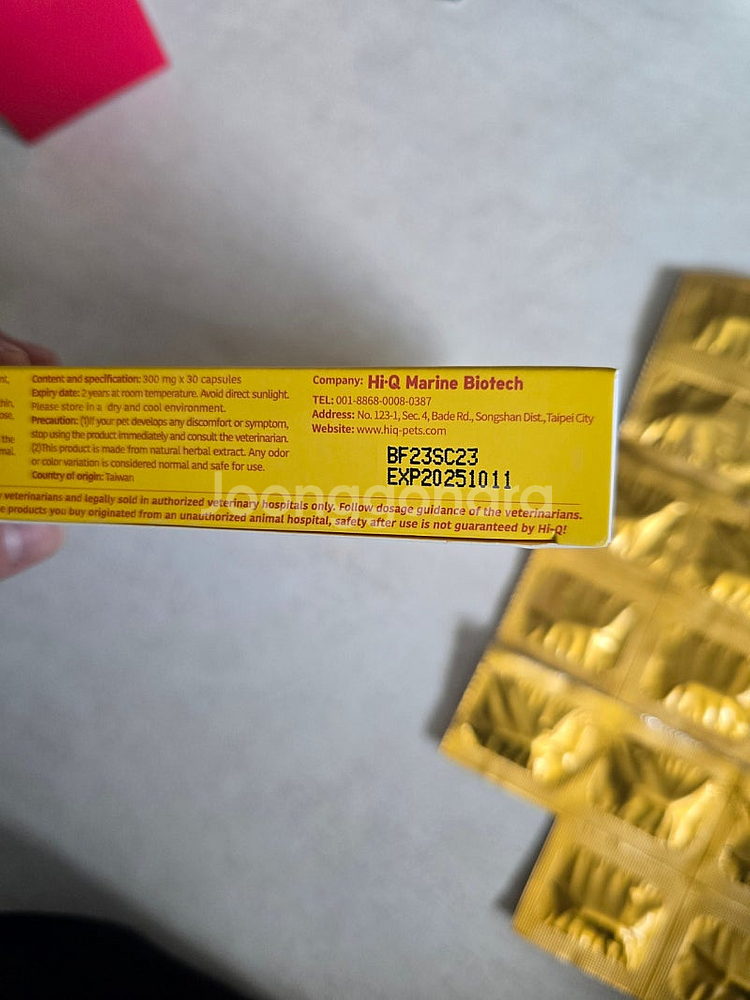 nt,
thin,
ose,
the
mal.
Content and specification: 300 mg x 30 capsules
Expiry date: 2 years at room temperature. Avoid direct sunlight.
Please store in a dry and cool environment.
Precaution: (1)If your pet develops any discomfort or symptom,
stop using the product immediately and consult the veterinarian.
(2)This product is made from natural herbal extract. Any odor
or color variation is considered normal and safe for use.
Country of origin: Taiwan
Company: Hi-Q Marine Biotech
TEL: 001-8868-0008-0387
Address: No. 123-1, Sec. 4, Bade Rd., Songshan Dist., Taipei City
Website: www.hiq-pets.com
BF23SC23
EXP20251011
Joonggonara
y veterinarians and legally sold in authorized veterinary hospitals only. Follow dosage guidance of the veterinarians.
e products you buy originated from an unauthorized animal hospital, safety after use is not guaranteed by Hi-Q!